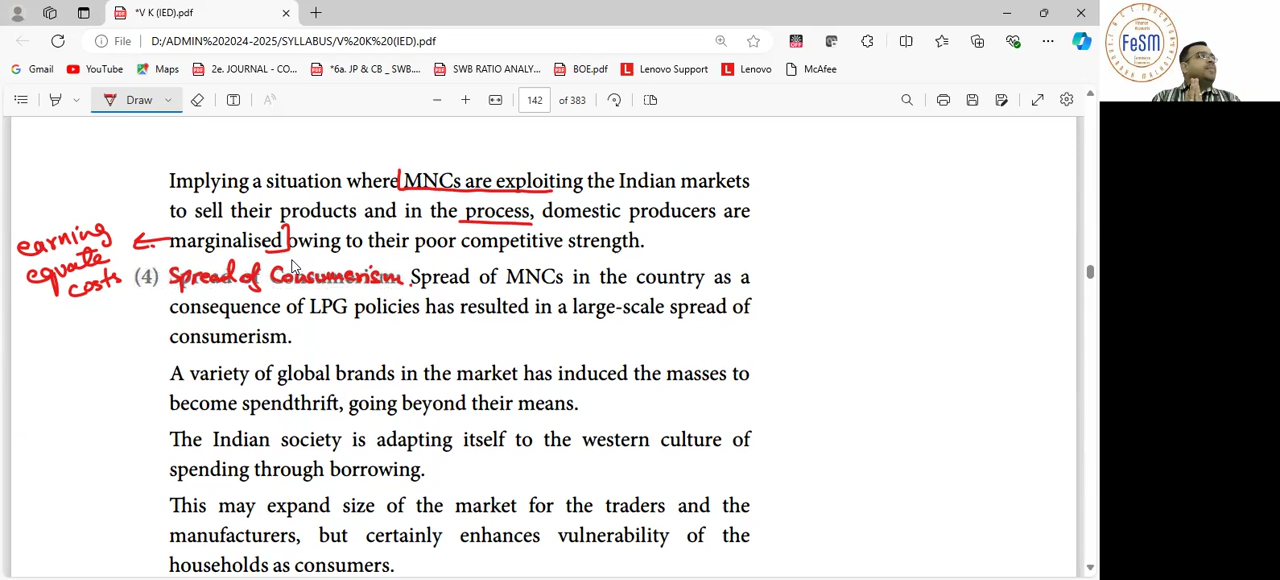 *V K (IED).pdf
File
D:/ADMIN%202024-2025/SYLLABUS/V%20K%20(IED).pdf
Gmail
YouTube
Maps
2e. JOURNAL - CO...
*6a. JP & CB _ SWB....
SWB RATIO ANALY...
BOE.pdf
Lenovo Support
Lenovo
McAfee
Draw
142 of 383
FeSM
Implying a situation where MNCs are exploiting the Indian markets
to sell their products and in the process, domestic producers are
marginalised owing to their poor competitive strength.
earning
equate
costs
(4) Spread of Consumerism. Spread of MNCs in the country as a
consequence of LPG policies has resulted in a large-scale spread of
consumerism.
A variety of global brands in the market has induced the masses to
become spendthrift, going beyond their means.
The Indian society is adapting itself to the western culture of
spending through borrowing.
This may expand size of the market for the traders and the
manufacturers, but certainly enhances vulnerability of the
households as consumers.